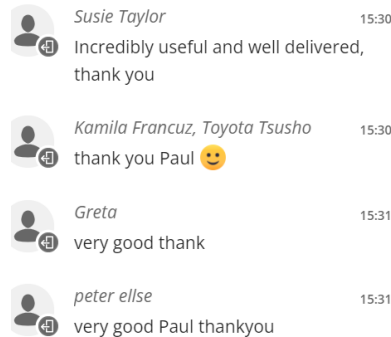 Susie Taylor 15:30
Incredibly useful and well delivered,
thank you
Kamila Francuz, Toyota Tsusho 15:30
thank you Paul 🙂
Greta 15:31
very good thank
peter ellse 15:31
very good Paul thankyou